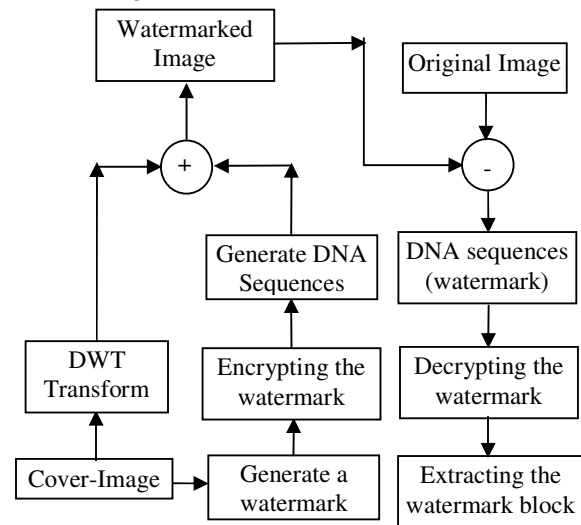 Watermarked
Image
Original Image
+
-
Generate DNA
Sequences
DNA sequences
(watermark)
DWT
Transform
Encrypting the
watermark
Decrypting the
watermark
Cover-Image
Generate a
watermark
Extracting the
watermark block